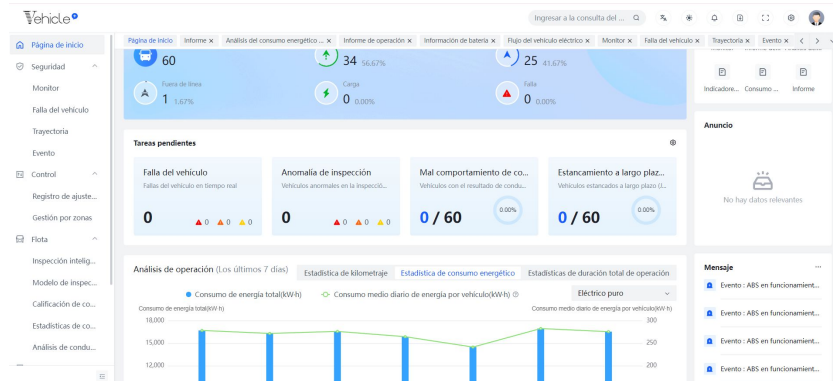 Vehicle
Ingresar a la consulta del ...
Página de inicio
Seguridad
Monitor
Falla del vehículo
Trayectoria
Evento
Control
Registro de ajuste...
Gestión por zonas
Flota
Inspección intelig...
Modelo de inspec...
Calificación de co...
Estadísticas de co...
Análisis de condu...
Página de inicio
Informe ×
Análisis del consumo energético ... ×
Informe de operación ×
Información de batería ×
Flujo del vehículo eléctrico ×
Monitor ×
Falla del vehículo ×
Trayectoria ×
Evento ×
60
34 56.67%
25 41.67%
Fuera de línea
1 1.67%
Carga
0 0.00%
Falla
0 0.00%
Tareas pendientes
Falla del vehículo
Fallas del vehículo en tiempo real
0
0 0 0
Anomalía de inspección
Vehículos anormales en la inspecció...
0
0 0 0
Mal comportamiento de co...
Vehículos con el resultado de condu...
0 / 60
0.00%
Estancamiento a largo plaz...
Vehículos estancados a largo plazo (J...
0 / 60
0.00%
Análisis de operación (Los últimos 7 días)
Estadística de kilometraje
Estadística de consumo energético
Estadísticas de duración total de operación
Consumo de energía total(kW·h)
Consumo medio diario de energía por vehículo(kW·h)
Eléctrico puro
Consumo de energía total(kW·h)
Consumo medio diario de energía por vehículo(kW·h)
18,000
300
15,000
250
12,000
200
Indicadore...
Consumo ...
Informe
Anuncio
No hay datos relevantes
Mensaje
...
Evento : ABS en funcionamient...
Evento : ABS en funcionamient...
Evento : ABS en funcionamient...
Evento : ABS en funcionamient...